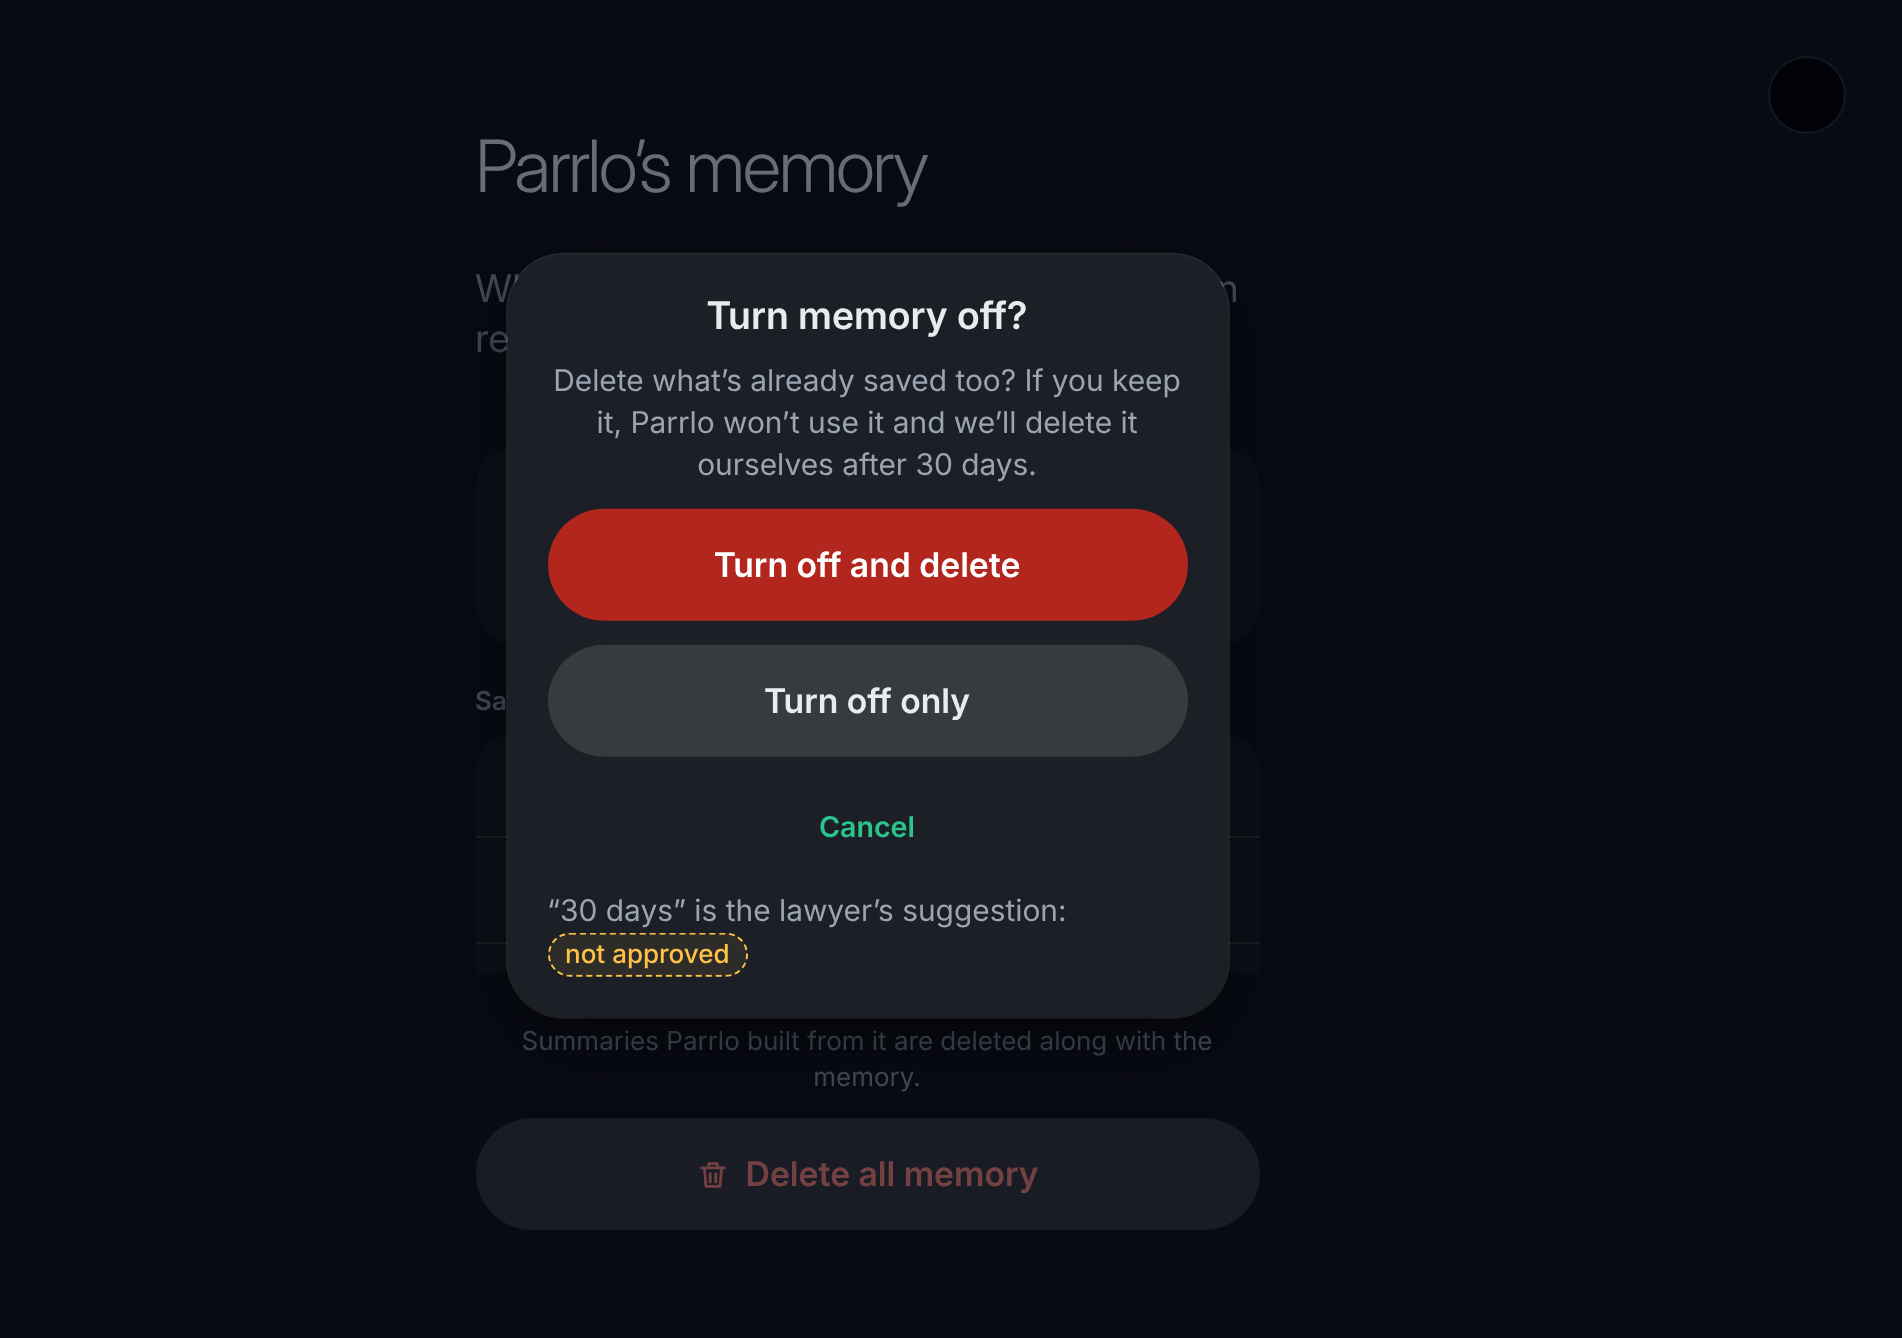 Parrlo’s memory
Turn memory off?
Delete what’s already saved too? If you keep
it, Parrlo won’t use it and we’ll delete it
ourselves after 30 days.
Turn off and delete
Turn off only
Cancel
“30 days” is the lawyer’s suggestion:
not approved
Summaries Parrlo built from it are deleted along with the
memory.
Delete all memory